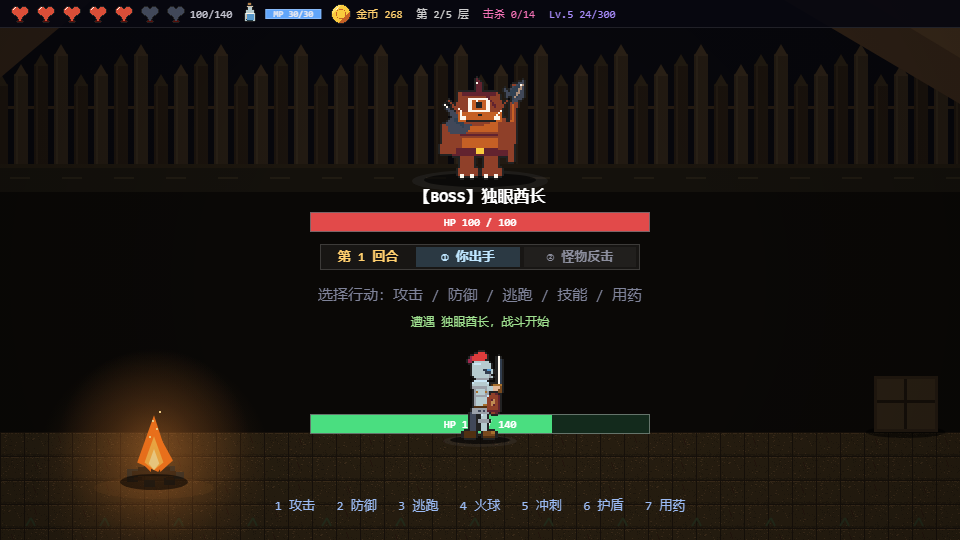 100/140 MP 30/30 金币 268 第 2/5 层 击杀 0/14 Lv.5 24/300
【BOSS】独眼酋长
HP 100 / 100
第 1 回合 ① 你出手 ② 怪物反击
选择行动: 攻击 / 防御 / 逃跑 / 技能 / 用药
遭遇 独眼酋长, 战斗开始
HP 1 140
1 攻击 2 防御 3 逃跑 4 火球 5 冲刺 6 护盾 7 用药